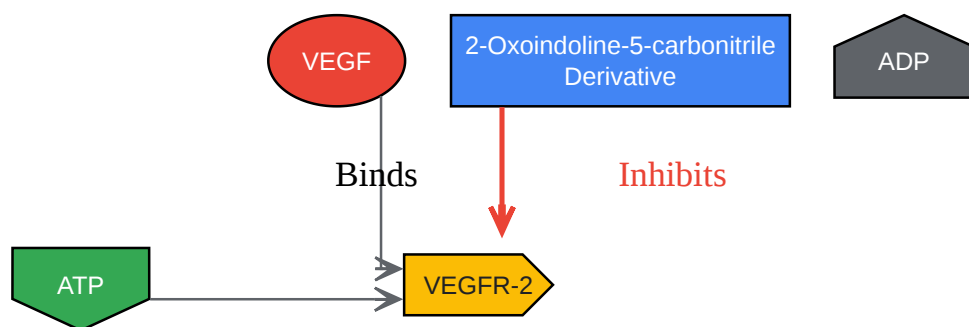 VEGF
2-Oxoindoline-5-carbonitrile
Derivative
ADP
Binds
Inhibits
ATP
VEGFR-2